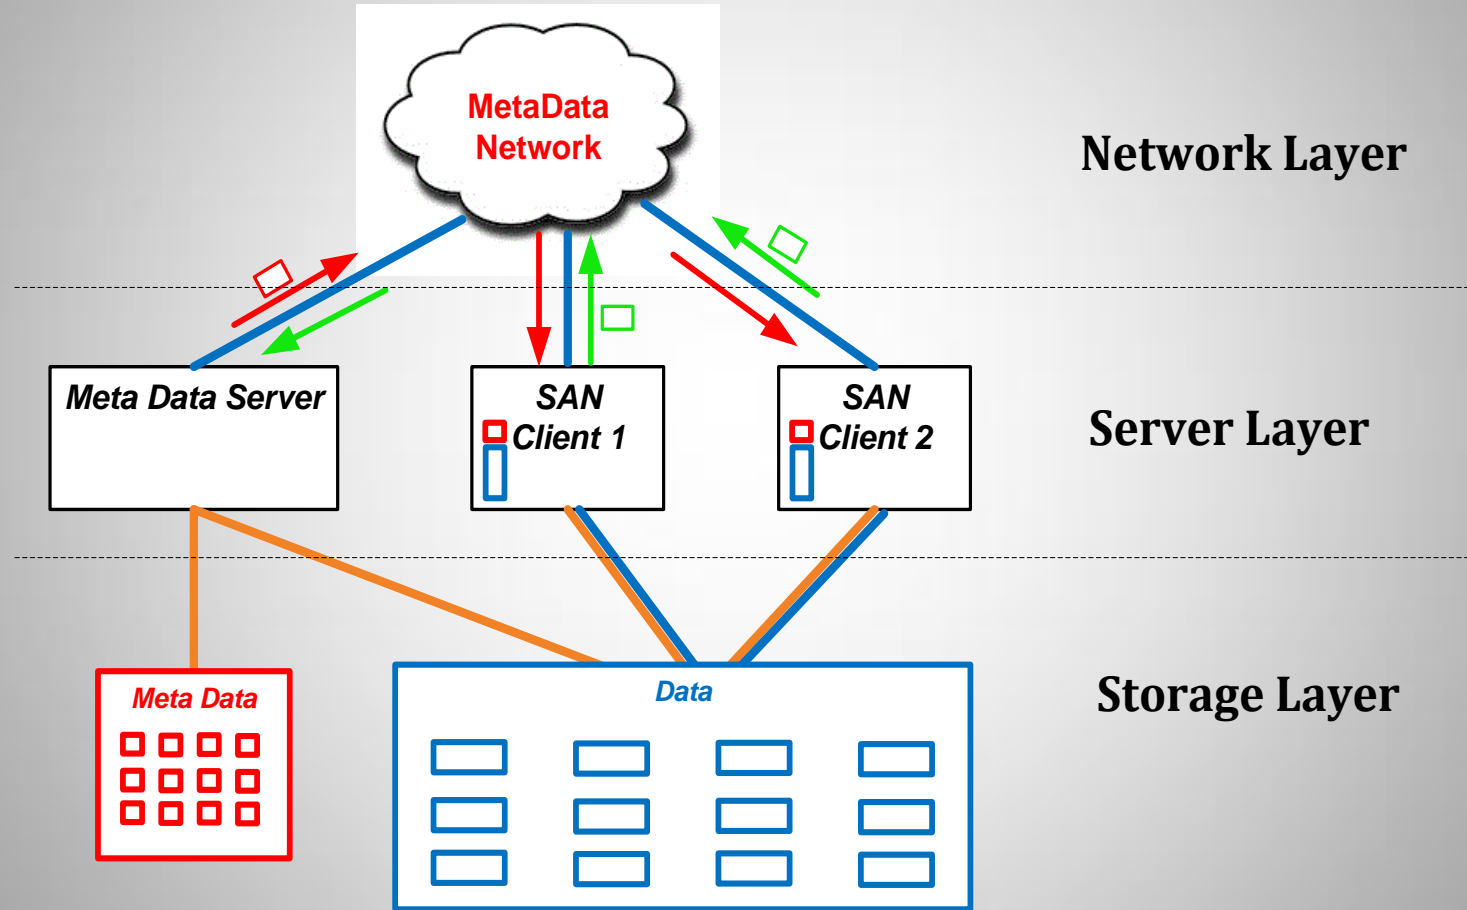 MetaData
Network
Network Layer
Meta Data Server
SAN
Client 1
SAN
Client 2
Server Layer
Meta Data
Data
Storage Layer